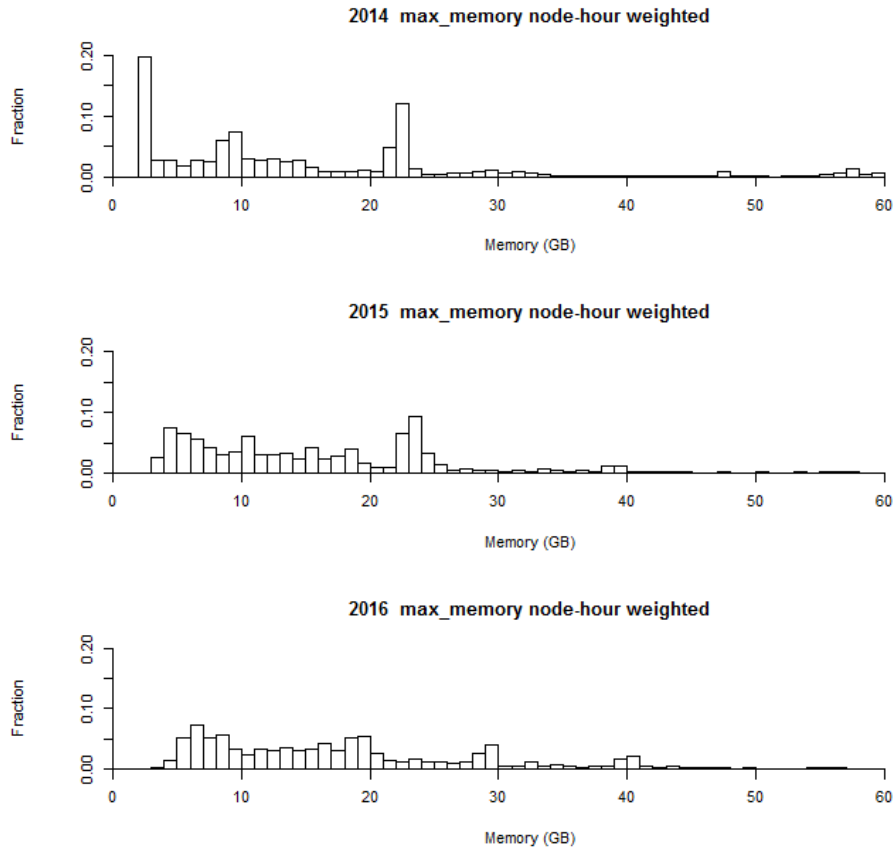 2014 max_memory node-hour weighted
Fraction
0.00 0.10 0.20
0 10 20 30 40 50 60
Memory (GB)
2015 max_memory node-hour weighted
Fraction
0.00 0.10 0.20
0 10 20 30 40 50 60
Memory (GB)
2016 max_memory node-hour weighted
Fraction
0.00 0.10 0.20
0 10 20 30 40 50 60
Memory (GB)